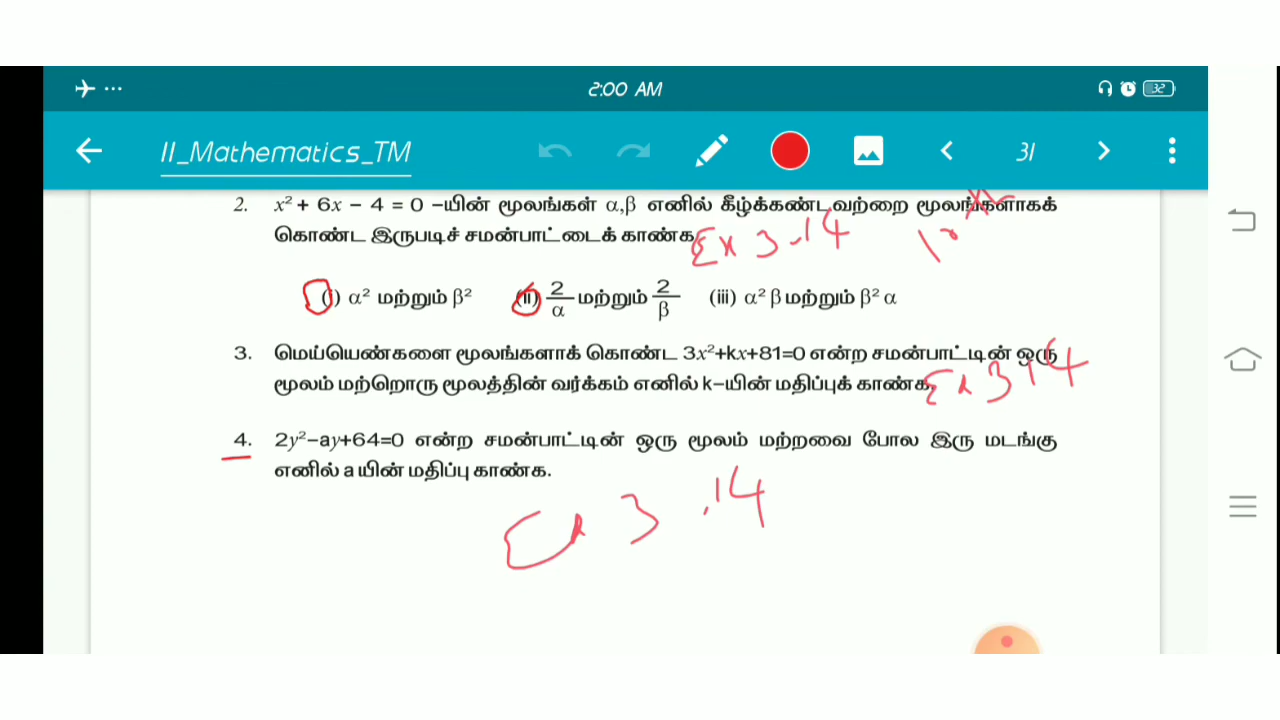 2:00 AM
32
II_Mathematics_TM
31
2. x² + 6x − 4 = 0 −யின் மூலங்கள் α,β எனில் கீழ்க்கண்டவற்றை மூலங்களாகக்
கொண்ட இருபடிச் சமன்பாட்டைக் காண்க
Ex 3.14
(i) α² மற்றும் β² (ii) 2/α மற்றும் 2/β (iii) α² β மற்றும் β² α
3. மெய்யெண்களை மூலங்களாக் கொண்ட 3x²+kx+81=0 என்ற சமன்பாட்டின் ஒரு
மூலம் மற்றொரு மூலத்தின் வர்க்கம் எனில் k−யின் மதிப்புக் காண்க.
Ex 3.14
4. 2y²−ay+64=0 என்ற சமன்பாட்டின் ஒரு மூலம் மற்றவை போல இரு மடங்கு
எனில் a யின் மதிப்பு காண்க.
Ex 3.14